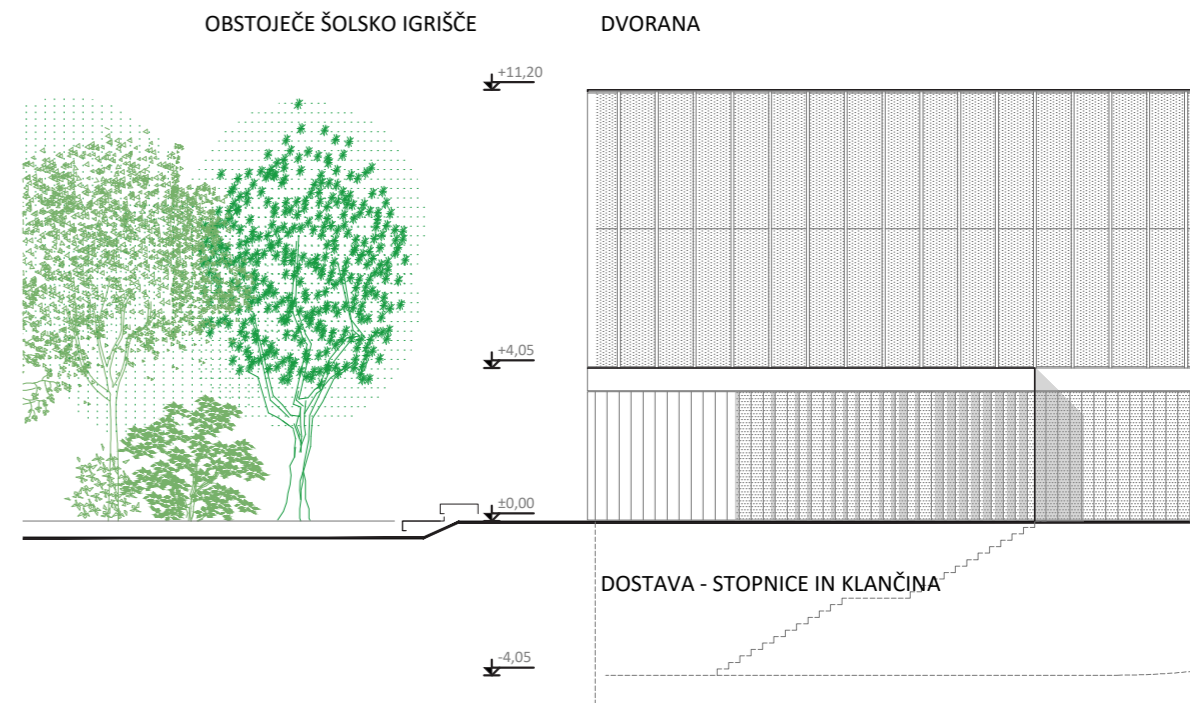 OBSTOJEČE ŠOLSKO IGRIŠČE
DVORANA
+11,20
+4,05
±0,00
DOSTAVA - STOPNICE IN KLANČINA
-4,05